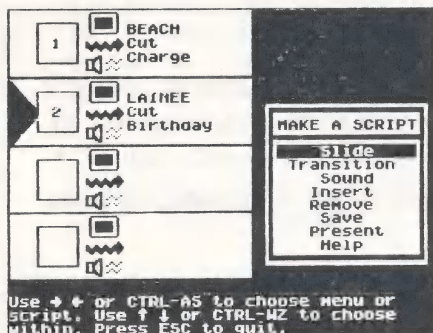 1
BEACH
Cut
Charge
2
LAINEE
Cut
Birthday
MAKE A SCRIPT
Slide
Transition
Sound
Insert
Remove
Save
Present
Help
Use → ← or CTRL-AS to choose menu or
script. Use ↑ ↓ or CTRL-WZ to choose
within. Press ESC to quit.